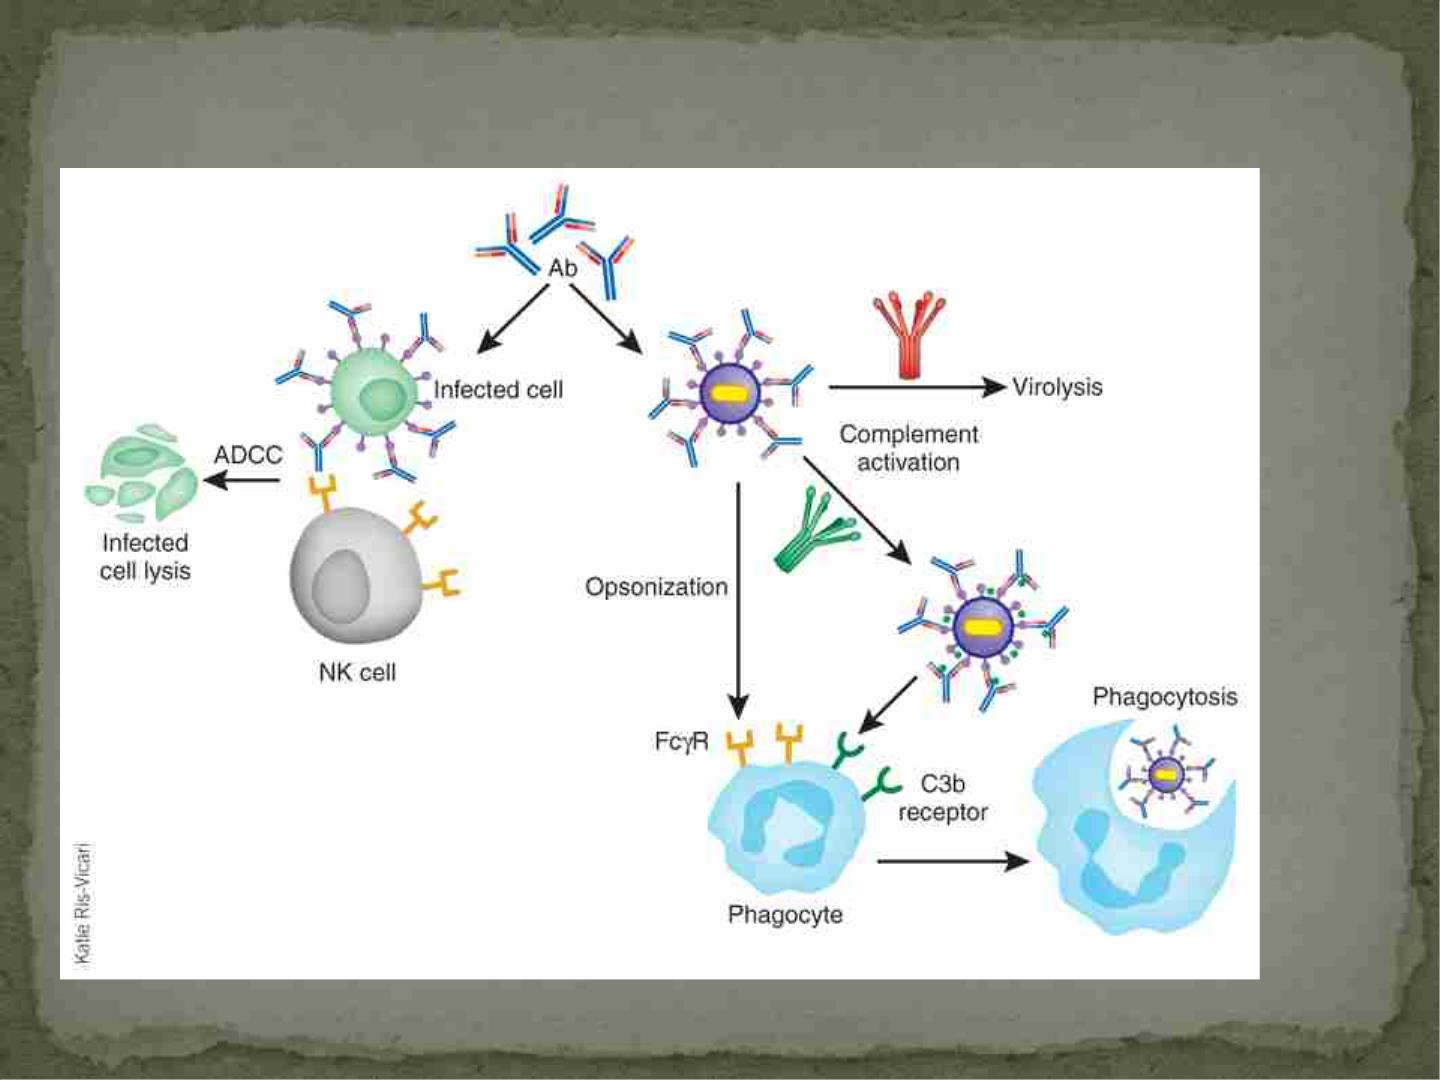 Ab
Infected cell
Virolysis
Complement
activation
ADCC
Infected
cell lysis
Opsonization
NK cell
Phagocytosis
FcγR
C3b
receptor
Phagocyte
Katie Ris-Vicari